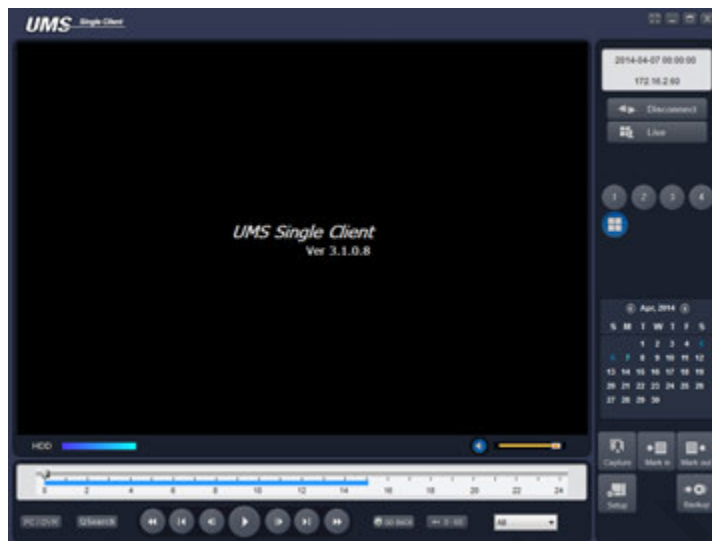 UMS Single Client
2014-04-07 00:00:00
172.16.2.60
Disconnect
Live
1 2 3 4
UMS Single Client
Ver 3.1.0.8
Apr, 2014
S M T W T F S
1 2 3 4 5
6 7 8 9 10 11 12
13 14 15 16 17 18 19
20 21 22 23 24 25 26
27 28 29 30
HDD
Capture Mark in Mark out
0 2 4 6 8 10 12 14 16 18 20 22 24
Setup Backup
PC / DVR QSearch GO BACK All